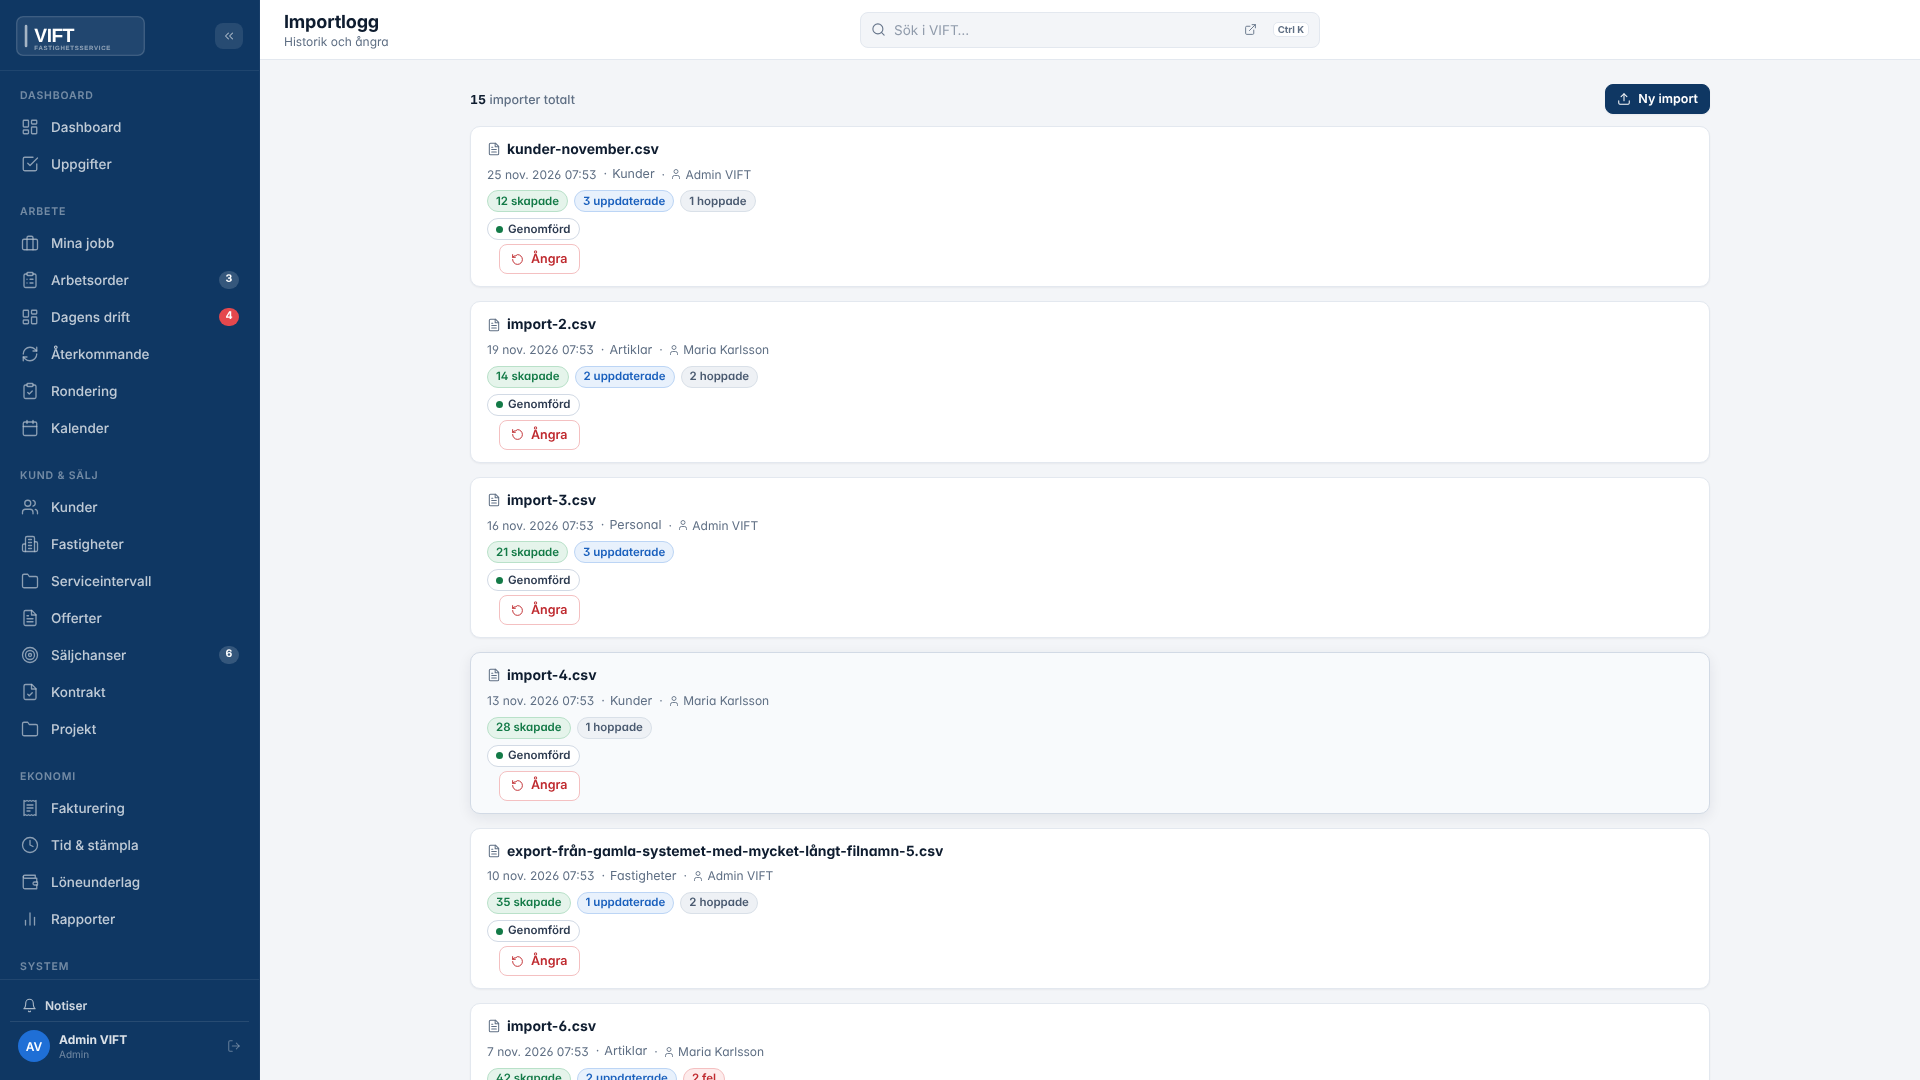 VIFT
FASTIGHETSSERVICE
DASHBOARD
Dashboard
Uppgifter
ARBETE
Mina jobb
Arbetsorder 3
Dagens drift 4
Återkommande
Rondering
Kalender
KUND & SÄLJ
Kunder
Fastigheter
Serviceintervall
Offerter
Säljchanser 6
Kontrakt
Projekt
EKONOMI
Fakturering
Tid & stämpla
Löneunderlag
Rapporter
SYSTEM
Notiser
AV Admin VIFT
Admin
Importlogg
Historik och ångra
Sök i VIFT... Ctrl K
15 importer totalt
Ny import
kunder-november.csv
25 nov. 2026 07:53 · Kunder · Admin VIFT
12 skapade 3 uppdaterade 1 hoppade
Genomförd
Ångra
import-2.csv
19 nov. 2026 07:53 · Artiklar · Maria Karlsson
14 skapade 2 uppdaterade 2 hoppade
Genomförd
Ångra
import-3.csv
16 nov. 2026 07:53 · Personal · Admin VIFT
21 skapade 3 uppdaterade
Genomförd
Ångra
import-4.csv
13 nov. 2026 07:53 · Kunder · Maria Karlsson
28 skapade 1 hoppade
Genomförd
Ångra
export-från-gamla-systemet-med-mycket-långt-filnamn-5.csv
10 nov. 2026 07:53 · Fastigheter · Admin VIFT
35 skapade 1 uppdaterade 2 hoppade
Genomförd
Ångra
import-6.csv
7 nov. 2026 07:53 · Artiklar · Maria Karlsson
42 skapade 2 uppdaterade 2 fel